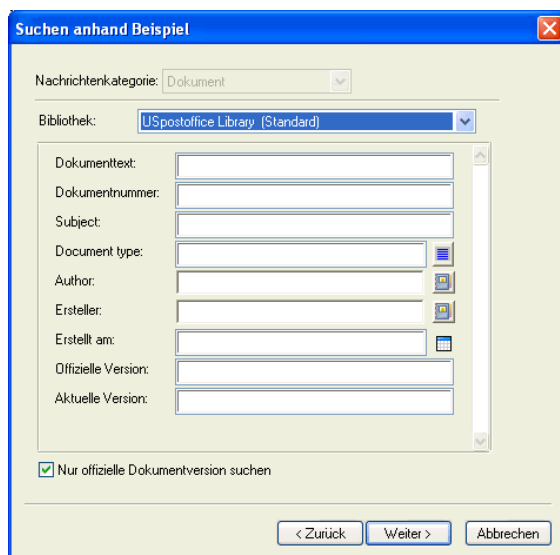 Suchen anhand Beispiel
Nachrichtenkategorie: Dokument
Bibliothek: USpostoffice Library (Standard)
Dokumenttext:
Dokumentnummer:
Subject:
Document type:
Author:
Ersteller:
Erstellt am:
Offizielle Version:
Aktuelle Version:
Nur offizielle Dokumentversion suchen
< Zurück Weiter > Abbrechen